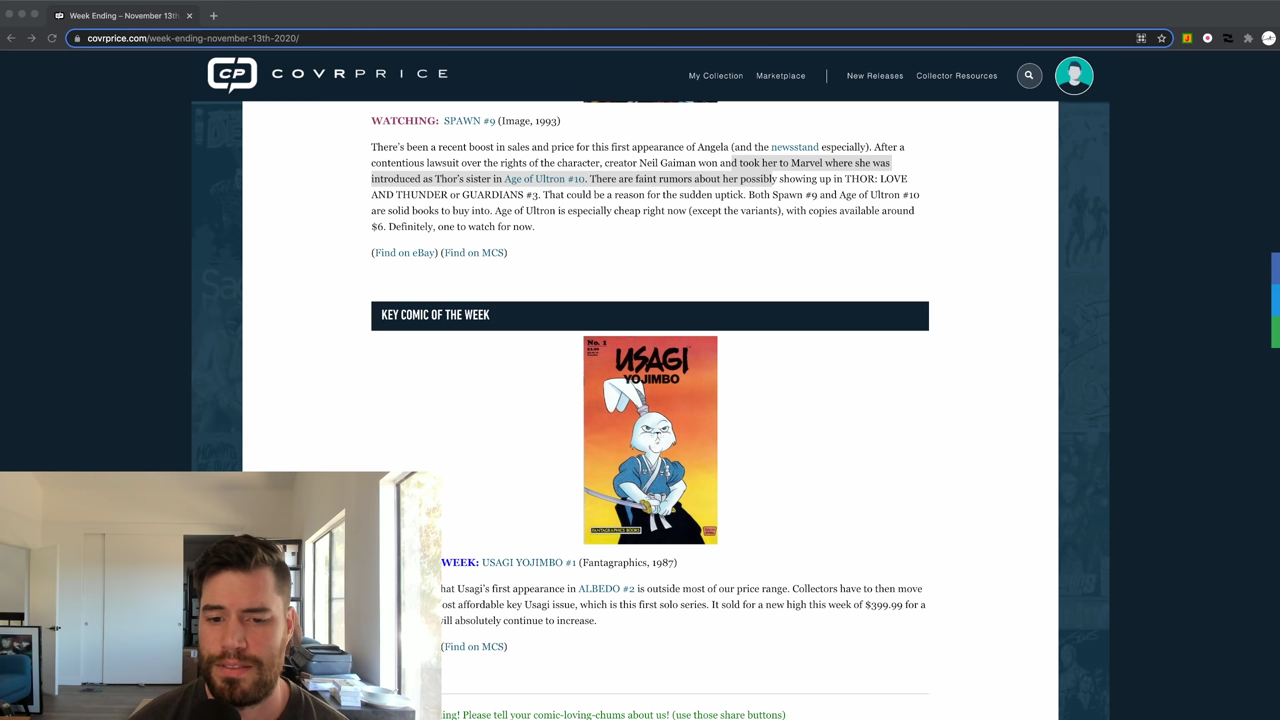 Week Ending – November 13th
covrprice.com/week-ending-november-13th-2020/
CP COVRPRICE
My Collection Marketplace New Releases Collector Resources
WATCHING: SPAWN #9 (Image, 1993)
There's been a recent boost in sales and price for this first appearance of Angela (and the newsstand especially). After a
contentious lawsuit over the rights of the character, creator Neil Gaiman won and took her to Marvel where she was
introduced as Thor's sister in Age of Ultron #10. There are faint rumors about her possibly showing up in THOR: LOVE
AND THUNDER or GUARDIANS #3. That could be a reason for the sudden uptick. Both Spawn #9 and Age of Ultron #10
are solid books to buy into. Age of Ultron is especially cheap right now (except the variants), with copies available around
$6. Definitely, one to watch for now.
(Find on eBay) (Find on MCS)
KEY COMIC OF THE WEEK
No. 1
USAGI
YOJIMBO
FANTAGRAPHICS BOOKS
WEEK: USAGI YOJIMBO #1 (Fantagraphics, 1987)
hat Usagi's first appearance in ALBEDO #2 is outside most of our price range. Collectors have to then move
ost affordable key Usagi issue, which is this first solo series. It sold for a new high this week of $399.99 for a
ill absolutely continue to increase.
(Find on MCS)
ing! Please tell your comic-loving-chums about us! (use those share buttons)